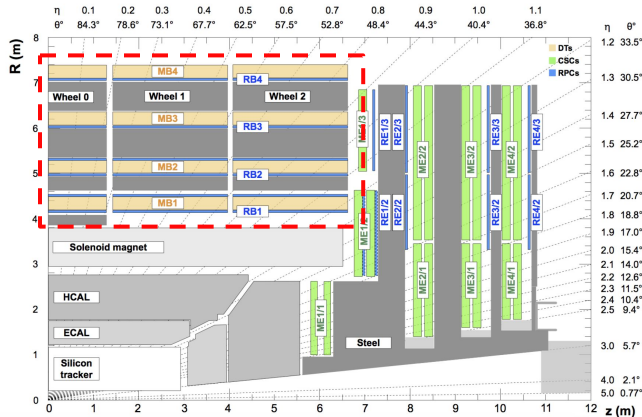 η 0.1 0.2 0.3 0.4 0.5 0.6 0.7 0.8 0.9 1.0 1.1 η θ°
θ° 84.3° 78.6° 73.1° 67.7° 62.5° 57.5° 52.8° 48.4° 44.3° 40.4° 36.8°
R (m)
8
7
6
5
4
3
2
1
0
1.2 33.5°
1.3 30.5°
1.4 27.7°
1.5 25.2°
1.6 22.8°
1.7 20.7°
1.8 18.8°
1.9 17.0°
2.0 15.4°
2.1 14.0°
2.2 12.6°
2.3 11.5°
2.4 10.4°
2.5 9.4°
3.0 5.7°
4.0 2.1°
5.0 0.77°
DTs
CSCs
RPCs
MB4
RB4
Wheel 0
Wheel 1
Wheel 2
MB3
RB3
MB2
RB2
MB1
RB1
Solenoid magnet
HCAL
ECAL
Silicon
tracker
Steel
ME1/3
RE1/3
RE2/3
ME2/2
ME3/2
RE3/3
ME4/2
RE4/3
ME1/2
RE1/2
RE2/2
RE3/2
RE4/2
ME1/1
ME2/1
ME3/1
ME4/1
0 1 2 3 4 5 6 7 8 9 10 11 12
z (m)